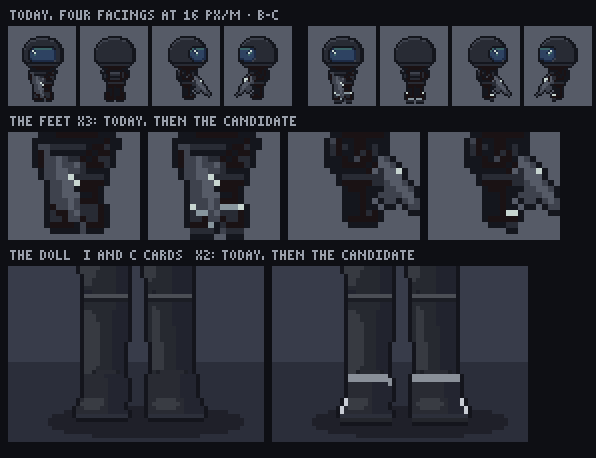 TODAY. FOUR FACINGS AT 16 PX/M · B-C
THE FEET X3: TODAY. THEN THE CANDIDATE
THE DOLL I AND C CARDS X2: TODAY. THEN THE CANDIDATE